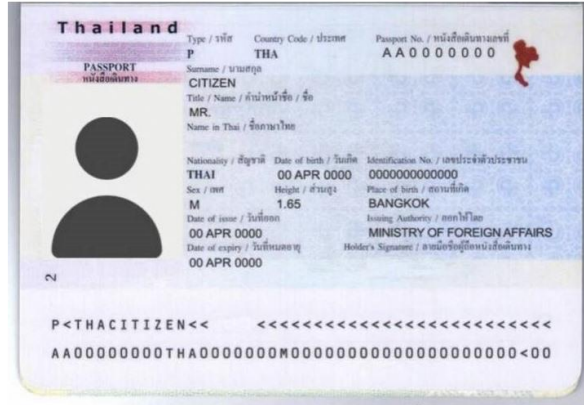 Thailand
Type / รหัส Country Code / ประเทศ Passport No. / หนังสือเดินทางเลขที่
P THA AA0000000
PASSPORT
หนังสือเดินทาง
Surname / นามสกุล
CITIZEN
Title / Name / คำนำหน้าชื่อ / ชื่อ
MR.
Name in Thai / ชื่อภาษาไทย
Nationality / สัญชาติ Date of birth / วันเกิด Identification No. / เลขประจำตัวประชาชน
THAI 00 APR 0000 0000000000000
Sex / เพศ Height / ส่วนสูง Place of birth / สถานที่เกิด
M 1.65 BANGKOK
Date of issue / วันที่ออก Issuing Authority / ออกให้โดย
00 APR 0000 MINISTRY OF FOREIGN AFFAIRS
Date of expiry / วันที่หมดอายุ Holder's Signature / ลายมือชื่อผู้ถือหนังสือเดินทาง
00 APR 0000
2
P<THACITIZEN<< <<<<<<<<<<<<<<<<<<<<<<<<<<
AA00000000THA0000000M00000000000000000000<00